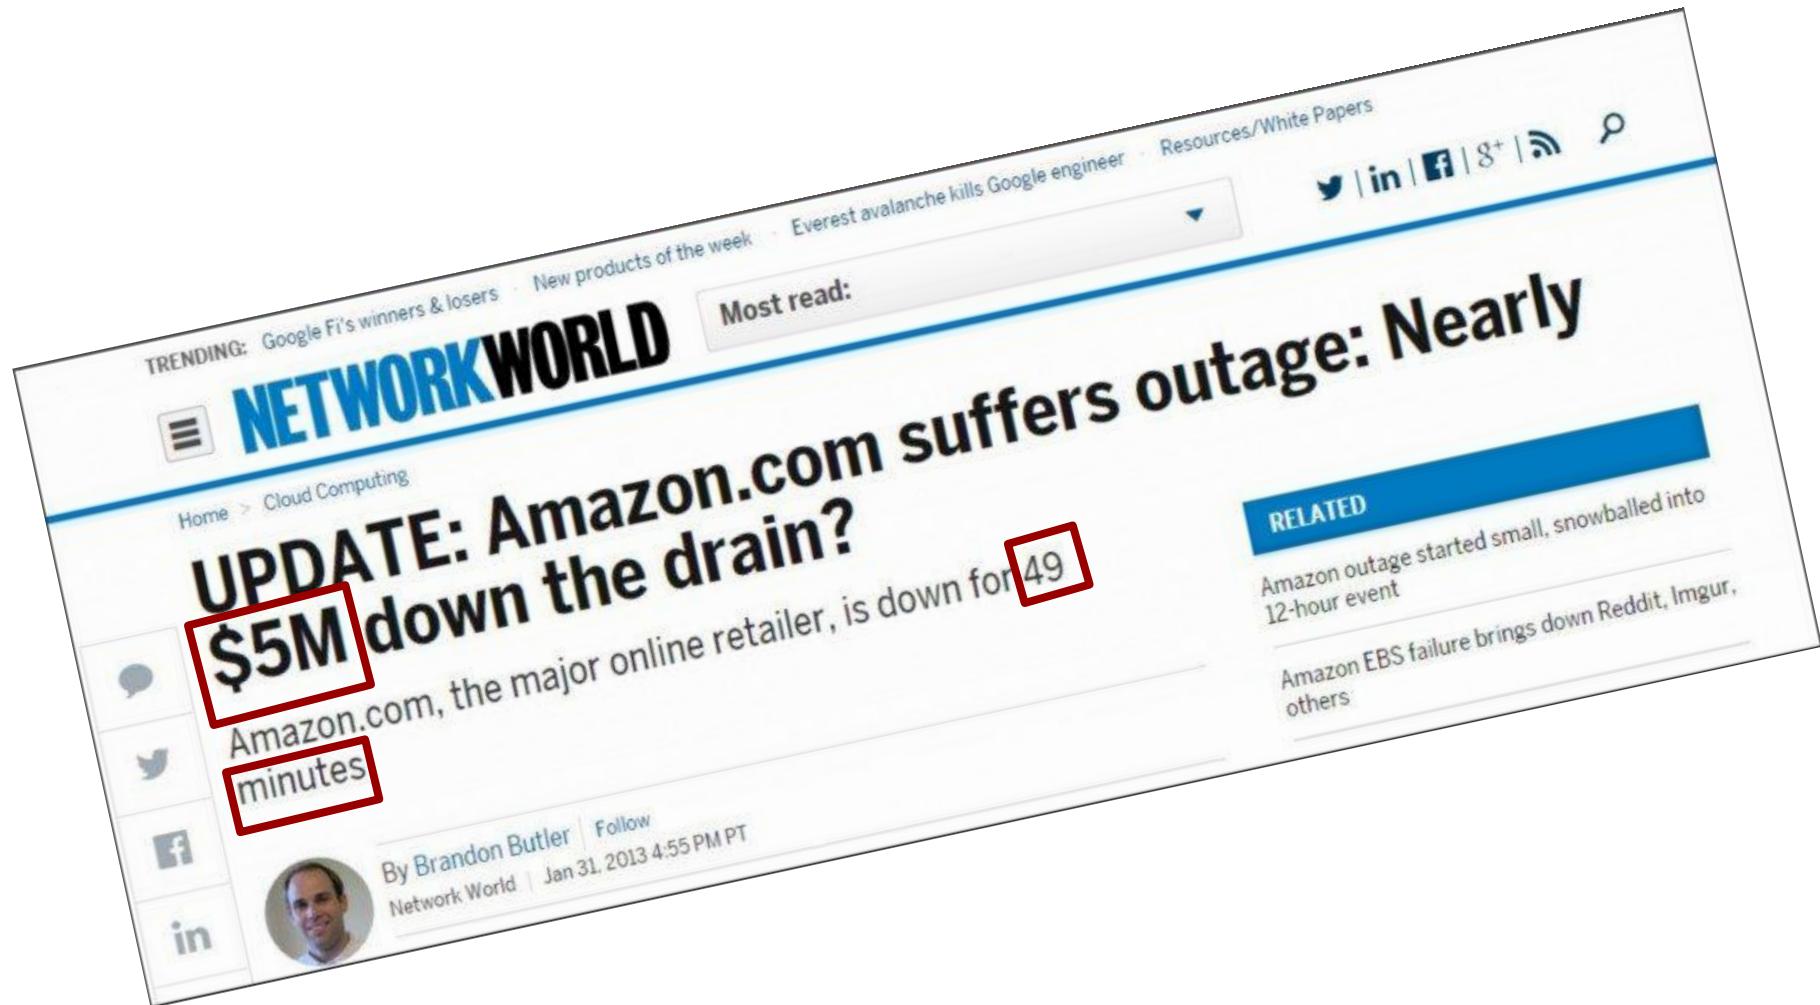 TRENDING: Google Fi's winners & losers · New products of the week · Everest avalanche kills Google engineer · Resources/White Papers
NETWORKWORLD
Most read:
in | f | g+
Home > Cloud Computing
UPDATE: Amazon.com suffers outage: Nearly
$5M down the drain?
Amazon.com, the major online retailer, is down for 49
minutes
By Brandon Butler | Follow
Network World | Jan 31, 2013 4:55 PM PT
f
in
RELATED
Amazon outage started small, snowballed into
12-hour event
Amazon EBS failure brings down Reddit, Imgur,
others